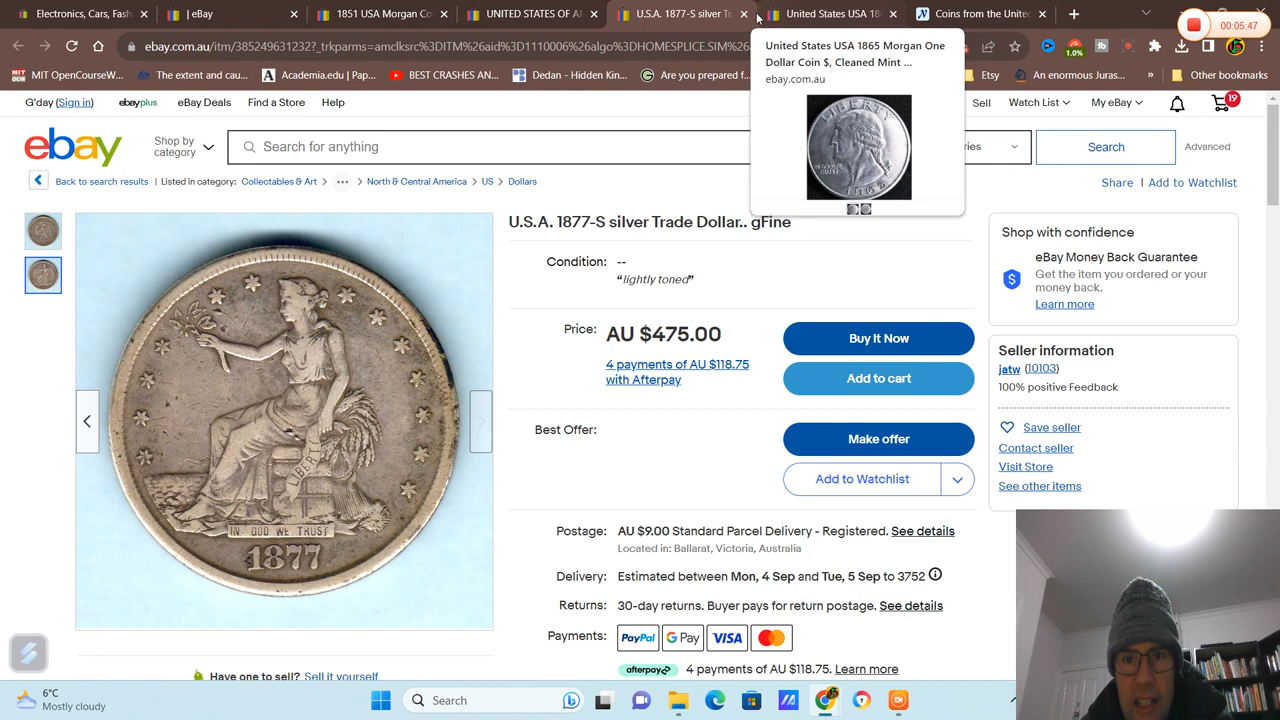 Electronics, Cars, Fash
| eBay
1851 USA Morgan Co
UNITED STATES OF A
U.S.A. 1877-S silver Tr
United States USA 18
Coins from the Unite
00:05:47
ebay.com.au/itm/385249631232?_trkparms=amclksrc%3DITM%26aid%3D1110006%26algo%3DHOMESPLICE.SIM%26
1.0%
MIT OpenCourseW...
The extant and cau...
Academia.edu | Pap...
BEST CRASHES AN...
Dedan - Hidden Kin...
Are you prepared f...
Etsy
An enormous Juras...
»
Other bookmarks
United States USA 1865 Morgan One
Dollar Coin $, Cleaned Mint ...
ebay.com.au
LIBERTY
1865
G'day (Sign in)
ebayplus
eBay Deals
Find a Store
Help
Sell
Watch List
My eBay
19
ebay
Shop by
category
Search for anything
ries
Search
Advanced
Back to search results
Listed in category:
Collectables & Art
...
North & Central America
US
Dollars
Share
Add to Watchlist
U.S.A. 1877-S silver Trade Dollar.. gFine
Condition:
--
“lightly toned”
Price:
AU $475.00
4 payments of AU $118.75
with Afterpay
Buy It Now
Add to cart
Best Offer:
Make offer
Add to Watchlist
Postage:
AU $9.00 Standard Parcel Delivery - Registered. See details
Located in: Ballarat, Victoria, Australia
Delivery:
Estimated between Mon, 4 Sep and Tue, 5 Sep to 3752
Returns:
30-day returns. Buyer pays for return postage. See details
Payments:
PayPal
G Pay
VISA
afterpay
4 payments of AU $118.75. Learn more
Shop with confidence
eBay Money Back Guarantee
Get the item you ordered or your
money back.
Learn more
Seller information
jatw (10103)
100% positive Feedback
Save seller
Contact seller
Visit Store
See other items
LIBERTY
IN GOD WE TRUST
1877
Have one to sell? Sell it yourself
6°C
Mostly cloudy
Search